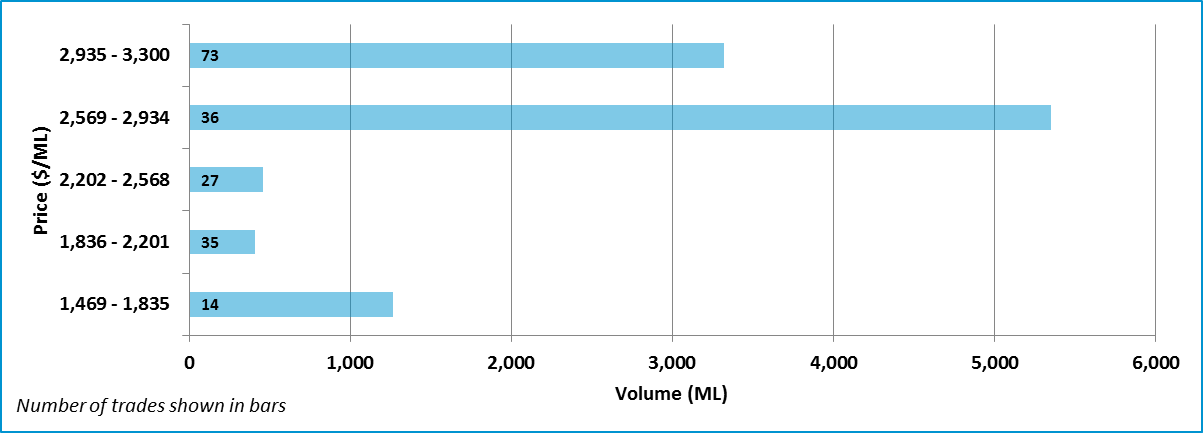 2,935 - 3,300
73
2,569 - 2,934
36
2,202 - 2,568
27
1,836 - 2,201
35
1,469 - 1,835
14
Price ($/ML)
0 1,000 2,000 3,000 4,000 5,000 6,000
Volume (ML)
Number of trades shown in bars